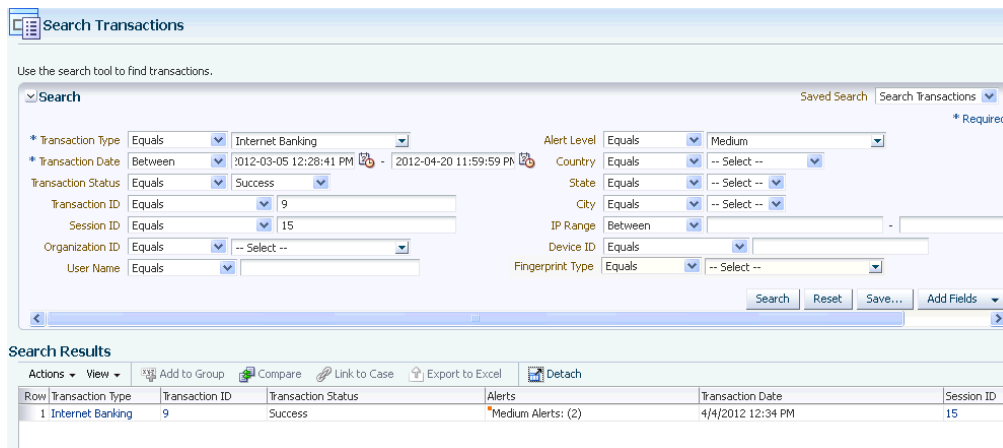 Search Transactions
Use the search tool to find transactions.
Search
Saved Search Search Transactions
* Require
* Transaction Type Equals Internet Banking Alert Level Equals Medium
* Transaction Date Between 2012-03-05 12:28:41 PM - 2012-04-20 11:59:59 PM Country Equals -- Select --
Transaction Status Equals Success State Equals -- Select --
Transaction ID Equals 9 City Equals -- Select --
Session ID Equals 15 IP Range Between -
Organization ID Equals -- Select -- Device ID Equals
User Name Equals Fingerprint Type Equals -- Select --
Search Reset Save... Add Fields
Search Results
Actions View Add to Group Compare Link to Case Export to Excel Detach
Row Transaction Type Transaction ID Transaction Status Alerts Transaction Date Session ID
1 Internet Banking 9 Success Medium Alerts: (2) 4/4/2012 12:34 PM 15